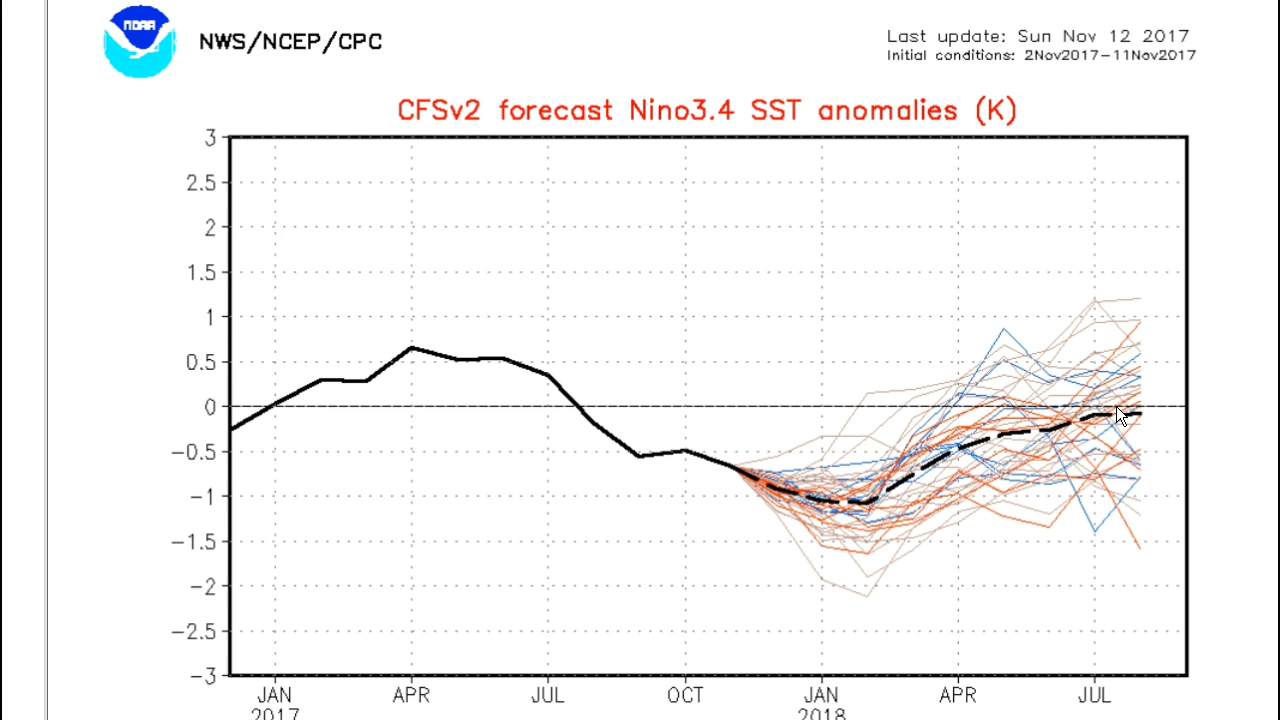 NOAA
NWS/NCEP/CPC
Last update: Sun Nov 12 2017
Initial conditions: 2Nov2017-11Nov2017
CFSv2 forecast Nino3.4 SST anomalies (K)
3
2.5
2
1.5
1
0.5
0
-0.5
-1
-1.5
-2
-2.5
-3
JAN APR JUL OCT JAN APR JUL
2017 2018